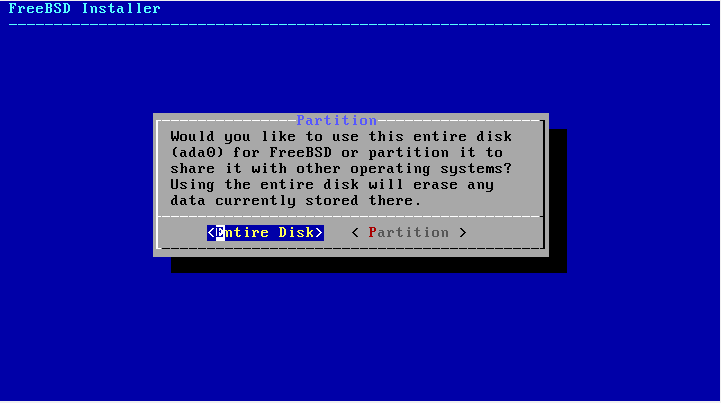 FreeBSD Installer
Partition
Would you like to use this entire disk
(ada0) for FreeBSD or partition it to
share it with other operating systems?
Using the entire disk will erase any
data currently stored there.
<Entire Disk> < Partition >